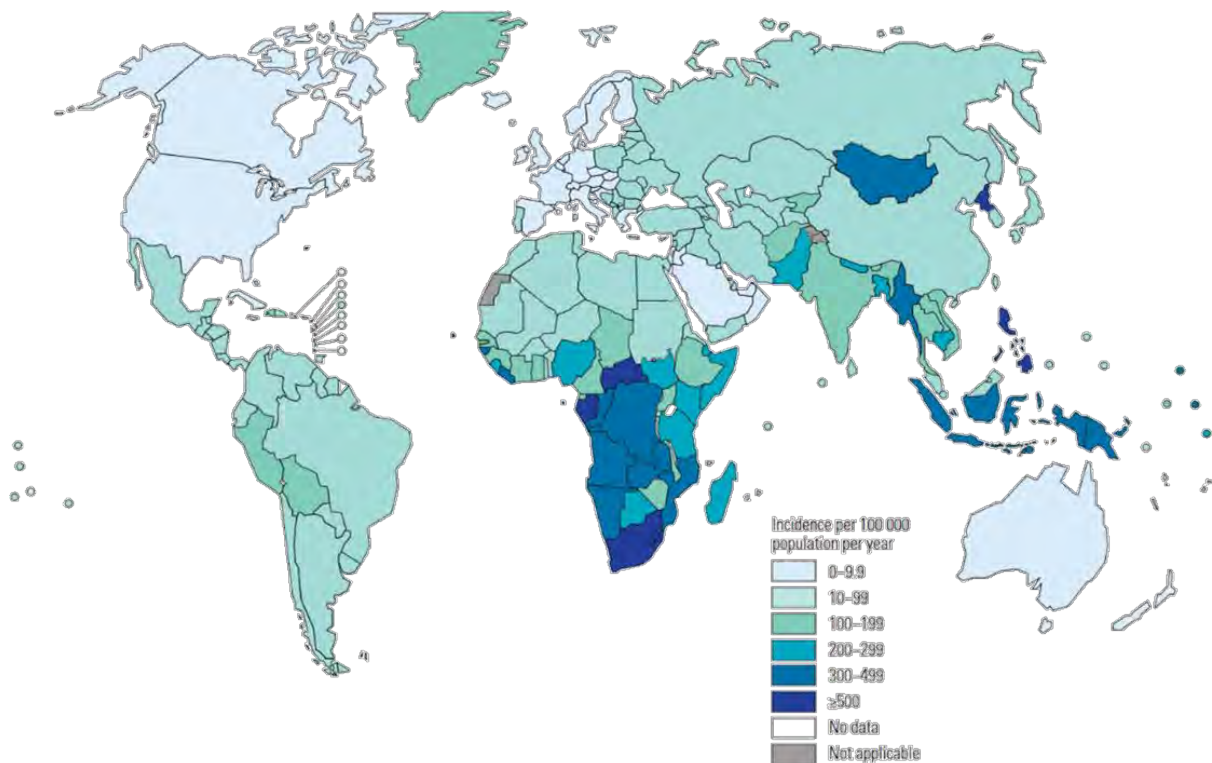 Incidence per 100 000
population per year
0–9.9
10–99
100–199
200–299
300–499
≥500
No data
Not applicable